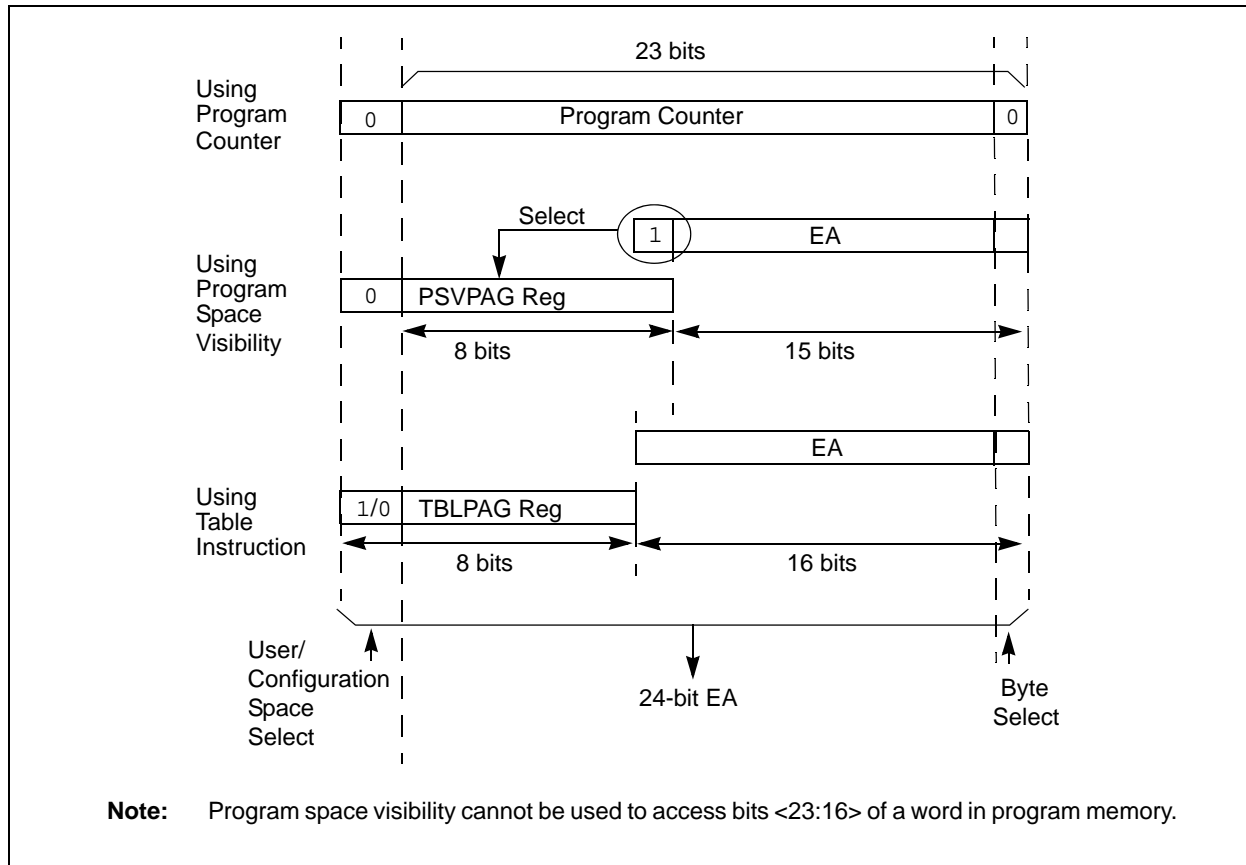 23 bits
Using
Program
Counter
0
Program Counter
0
Select
1
EA
Using
Program
Space
Visibility
0
PSVPAG Reg
8 bits
15 bits
EA
Using
Table
Instruction
1/0
TBLPAG Reg
8 bits
16 bits
User/
Configuration
Space
Select
24-bit EA
Byte
Select
Note: Program space visibility cannot be used to access bits <23:16> of a word in program memory.